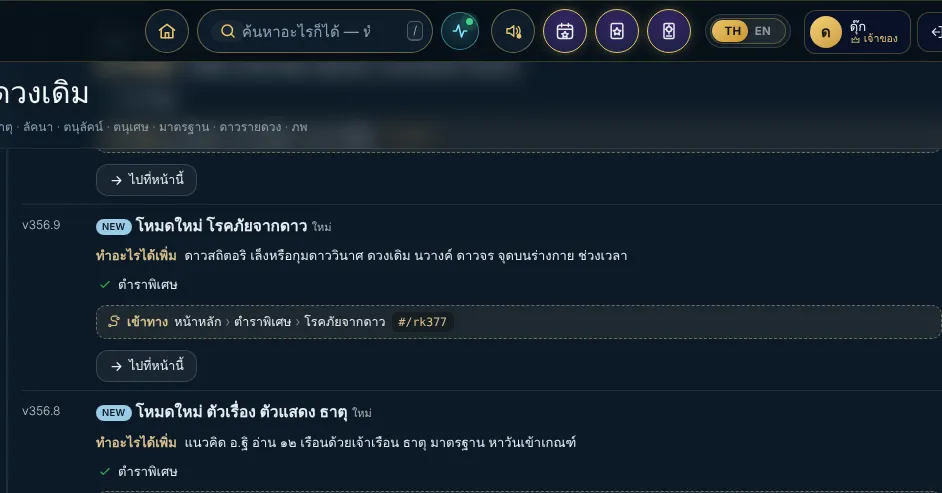 ค้นหาอะไรก็ได้ — ทั
/
TH EN
ด
ตุ๊ก
เจ้าของ
ดวงเดิม
าตุ · ลัคนา · ตนุลัคน์ · ตนุเศษ · มาตรฐาน · ดาวรายดวง · ภพ
→ ไปที่หน้านี้
v356.9
NEW โหมดใหม่ โรคภัยจากดาว ใหม่
ทำอะไรได้เพิ่ม ดาวสถิตอริ เล็งหรือกุมดาววินาศ ดวงเดิม นวางค์ ดาวจร จุดบนร่างกาย ช่วงเวลา
✓ ตำราพิเศษ
เข้าทาง หน้าหลัก › ตำราพิเศษ › โรคภัยจากดาว #/rk377
→ ไปที่หน้านี้
v356.8
NEW โหมดใหม่ ตัวเรื่อง ตัวแสดง ธาตุ ใหม่
ทำอะไรได้เพิ่ม แนวคิด อ.ฐิ อ่าน ๑๒ เรือนด้วยเจ้าเรือน ธาตุ มาตรฐาน หาวันเข้าเกณฑ์
✓ ตำราพิเศษ